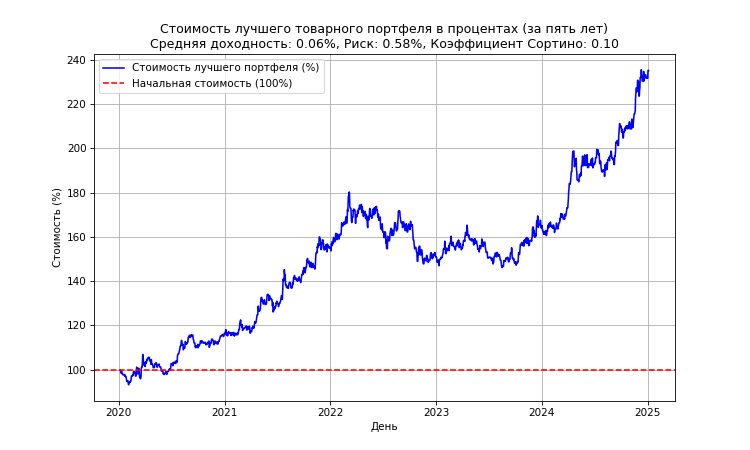 Стоимость лучшего товарного портфеля в процентах (за пять лет)
Средняя доходность: 0.06%, Риск: 0.58%, Коэффициент Сортино: 0.10
Стоимость лучшего портфеля (%)
Начальная стоимость (100%)
Стоимость (%)
240
220
200
180
160
140
120
100
2020
2021
2022
2023
2024
2025
День